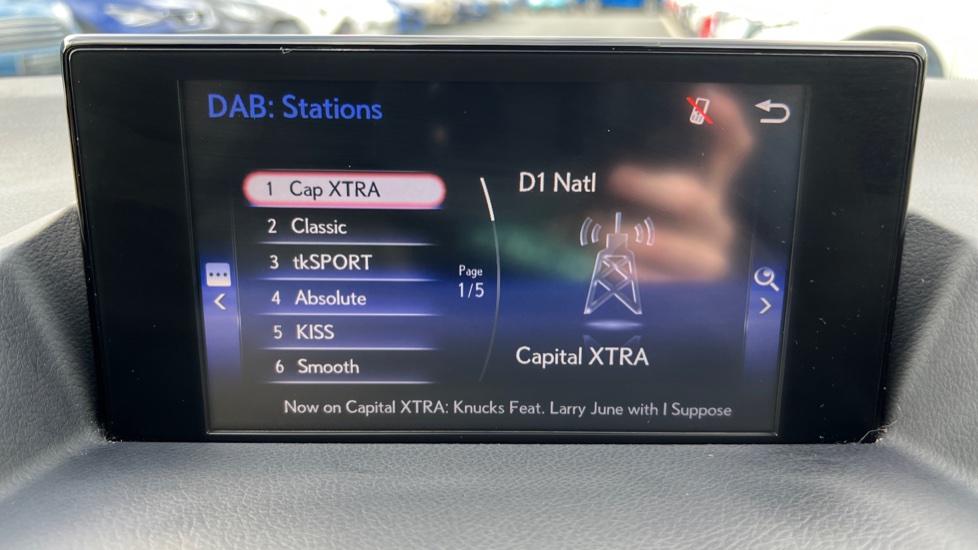 DAB: Stations
1 Cap XTRA
2 Classic
3 tkSPORT
4 Absolute
5 KISS
6 Smooth
Page
1/5
D1 Natl
Capital XTRA
Now on Capital XTRA: Knucks Feat. Larry June with I Suppose